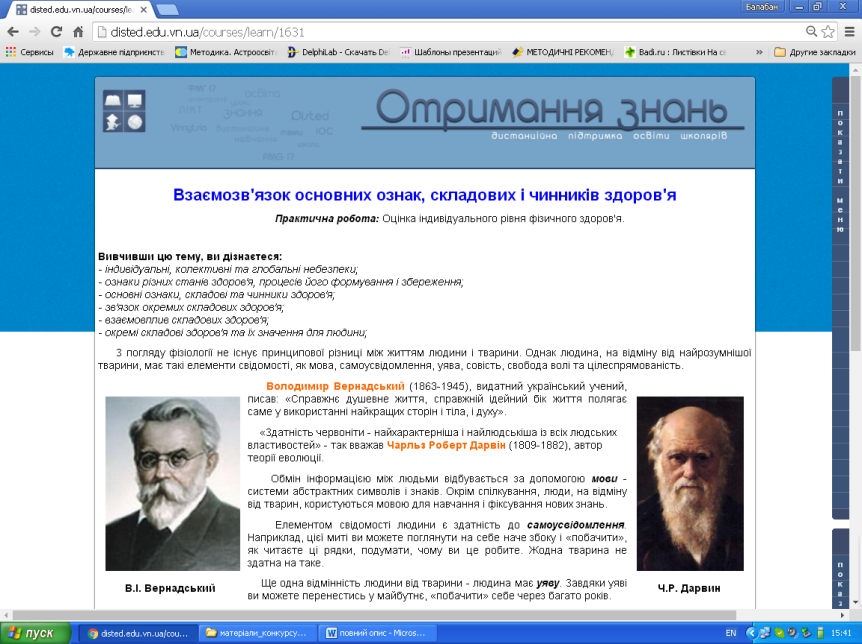 disted.edu.vn.ua/courses/le
Балабан
disted.edu.vn.ua/courses/learn/1631
Сервисы
Державне підприємств
Методика. Астроосвіт
DelphiLab - Скачать De
Шаблоны презентаций
МЕТОДИЧНІ РЕКОМЕН
Badi.ru : Листівки На с
»
Другие закладки
освіта
знання
Disted
ЮС
Отримання знань
дистанційна підтримка освіти школярів
показати меню
Взаємозв'язок основних ознак, складових і чинників здоров'я
Практична робота: Оцінка індивідуального рівня фізичного здоров'я.
Вивчивши цю тему, ви дізнаєтеся:
- індивідуальні, колективні та глобальні небезпеки;
- ознаки різних станів здоров'я, процесів його формування і збереження;
- основні ознаки, складові та чинники здоров'я;
- зв'язок окремих складових здоров'я;
- взаємовплив складових здоров'я;
- окремі складові здоров'я та їх значення для людини;
З погляду фізіології не існує принципової різниці між життям людини і тварини. Однак людина, на відміну від найрозумнішої
тварини, має такі елементи свідомості, як мова, самоусвідомлення, уява, совість, свобода волі та цілеспрямованість.
Володимир Вернадський (1863-1945), видатний український учений,
писав: «Справжнє душевне життя, справжній ідейний бік життя полягає
саме у використанні найкращих сторін і тіла, і духу».
«Здатність червоніти - найхарактерніша і найлюдськіша із всіх людських
властивостей» - так вважав Чарльз Роберт Дарвін (1809-1882), автор
теорії еволюції.
Обмін інформацією між людьми відбувається за допомогою мови -
системи абстрактних символів і знаків. Окрім спілкування, люди, на відміну
від тварин, користуються мовою для навчання і фіксування нових знань.
Елементом свідомості людини є здатність до самоусвідомлення.
Наприклад, цієї миті ви можете поглянути на себе наче збоку і «побачити»,
як читаєте ці рядки, подумати, чому ви це робите. Жодна тварина не
здатна на таке.
Ще одна відмінність людини від тварини - людина має уяву. Завдяки уяві
ви можете перенестись у майбутнє, «побачити» себе через багато років.
В.І. Вернадський
Ч.Р. Дарвин
показ
пуск
disted.edu.vn.ua/cou...
матеріали_конкурсу...
повний опис - Micros...
EN
15:41